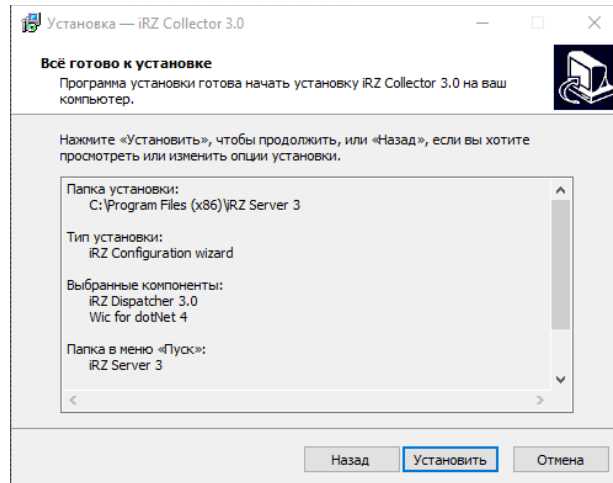 Установка — iRZ Collector 3.0
Всё готово к установке
Программа установки готова начать установку iRZ Collector 3.0 на ваш
компьютер.
Нажмите «Установить», чтобы продолжить, или «Назад», если вы хотите
просмотреть или изменить опции установки.
Папка установки:
C:\Program Files (x86)\iRZ Server 3
Тип установки:
iRZ Configuration wizard
Выбранные компоненты:
iRZ Dispatcher 3.0
Wic for dotNet 4
Папка в меню «Пуск»:
iRZ Server 3
Назад
Установить
Отмена